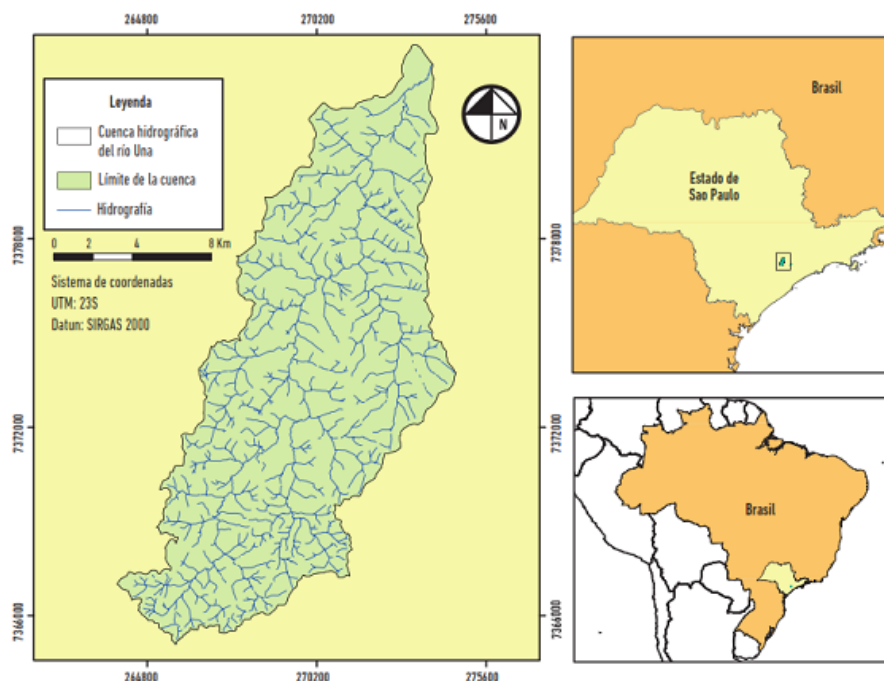 264800
270200
275600
Leyenda
Cuenca hidrográfica
del río Una
Límite de la cuenca
Hidrografía
0 2 4 8 Km
Sistema de coordenadas
UTM: 23S
Datun: SIRGAS 2000
N
7378000
7378000
7372000
7372000
7366000
7366000
264800
270200
275600
Brasil
Estado de
Sao Paulo
Brasil